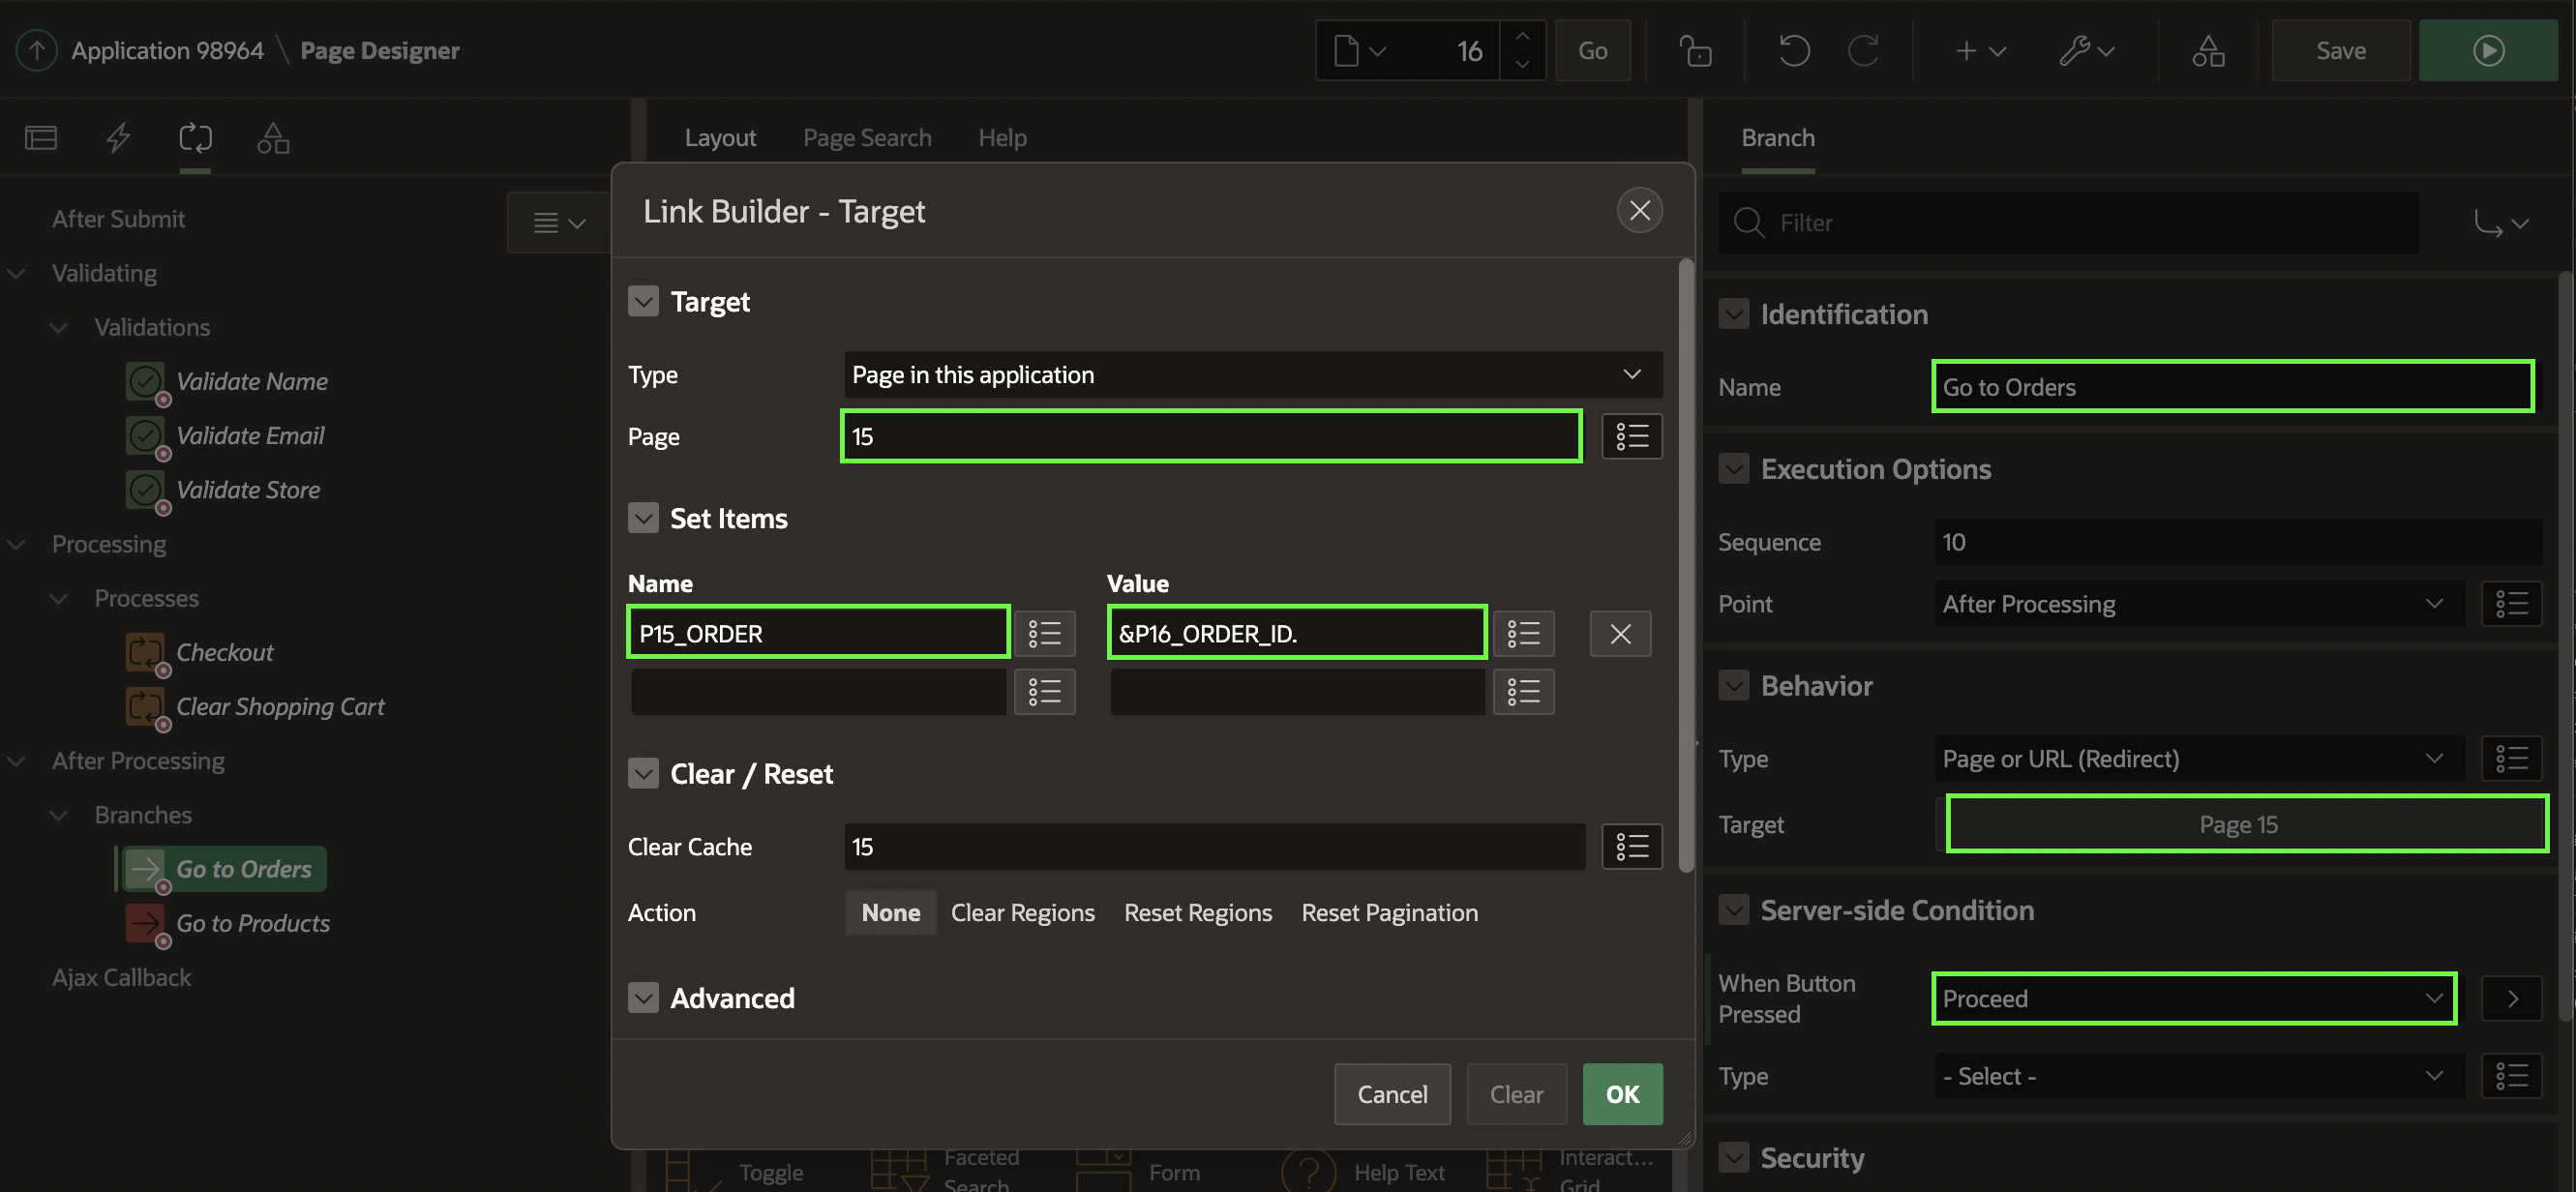 Application 98964 \ Page Designer
16
Go
Save
After Submit
Validating
Validations
Validate Name
Validate Email
Validate Store
Processing
Processes
Checkout
Clear Shopping Cart
After Processing
Branches
Go to Orders
Go to Products
Ajax Callback
Layout Page Search Help
Link Builder - Target
Target
Type Page in this application
Page 15
Set Items
Name Value
P15_ORDER &P16_ORDER_ID.
Clear / Reset
Clear Cache 15
Action None Clear Regions Reset Regions Reset Pagination
Advanced
Cancel Clear OK
Toggle
Faceted
Search
Form
Help Text
Interact...
Grid
Branch
Filter
Identification
Name Go to Orders
Execution Options
Sequence 10
Point After Processing
Behavior
Type Page or URL (Redirect)
Target Page 15
Server-side Condition
When Button
Pressed
Proceed
Type - Select -
Security